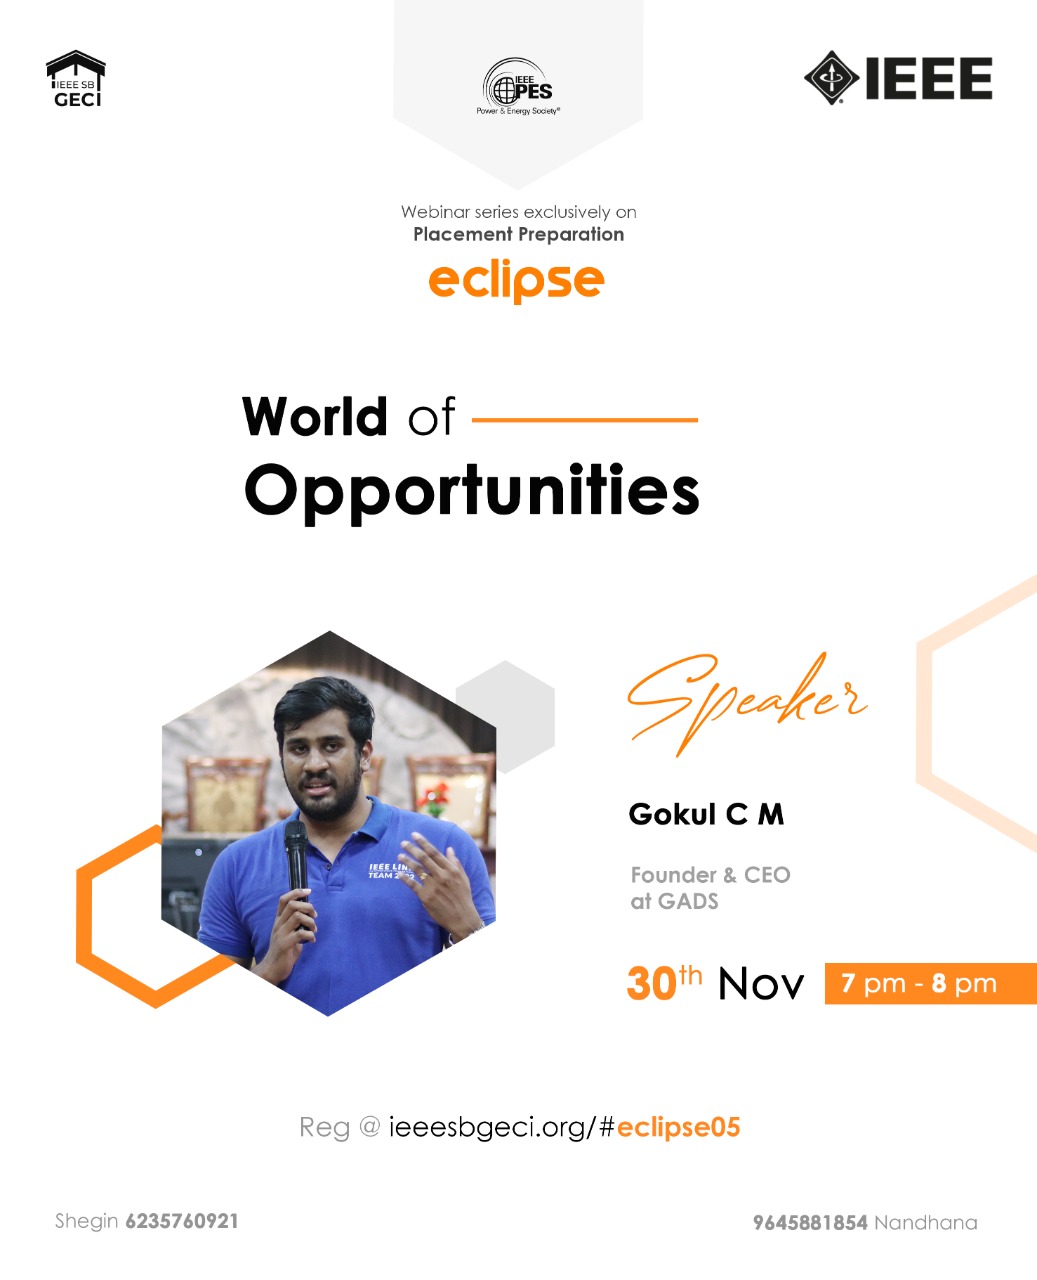 IEEE SB
GECI
IEEE
PES
Power & Energy Society®
IEEE
Webinar series exclusively on
Placement Preparation
eclipse
World of
Opportunities
Speaker
IEEE
TEAM
Gokul C M
Founder & CEO
at GADS
30th Nov 7 pm - 8 pm
Reg @ ieeesbgeci.org/#eclipse05
Shegin 6235760921
9645881854 Nandhana